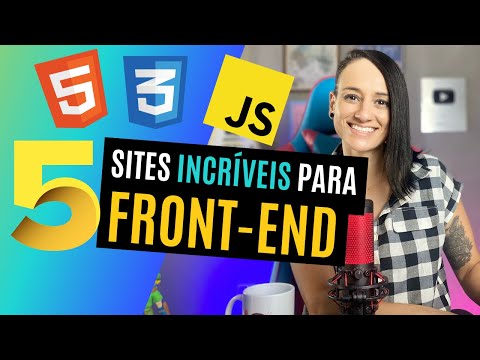 5
3
JS
5
SITES INCRÍVEIS PARA
FRONT-END